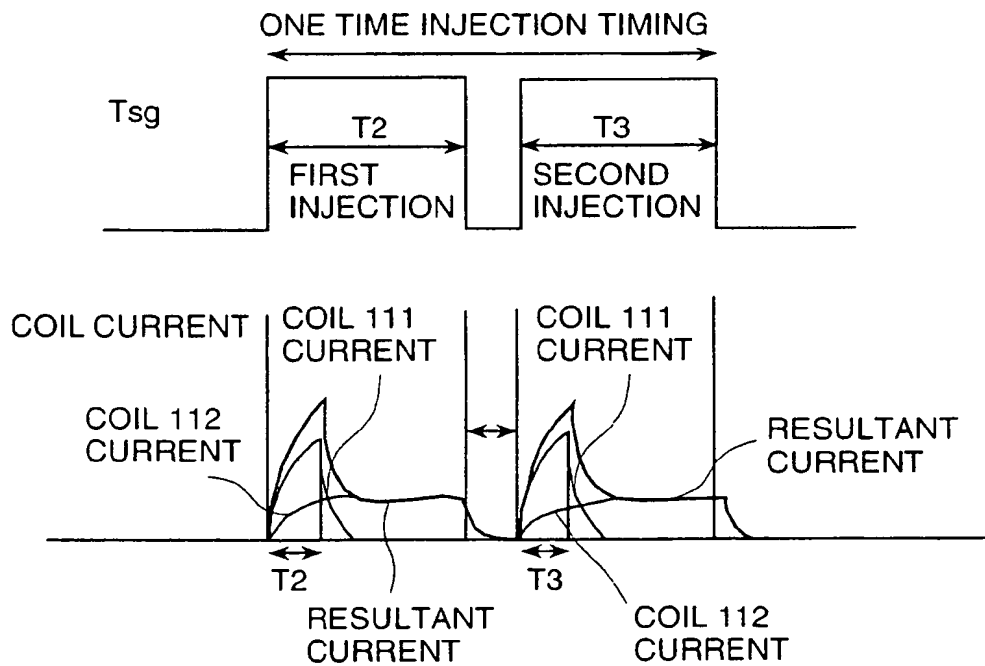 ONE TIME INJECTION TIMING
Tsg
T2
T3
FIRST
INJECTION
SECOND
INJECTION
COIL CURRENT
COIL 111
CURRENT
COIL 111
CURRENT
COIL 112
CURRENT
RESULTANT
CURRENT
T2
T3
RESULTANT
CURRENT
COIL 112
CURRENT